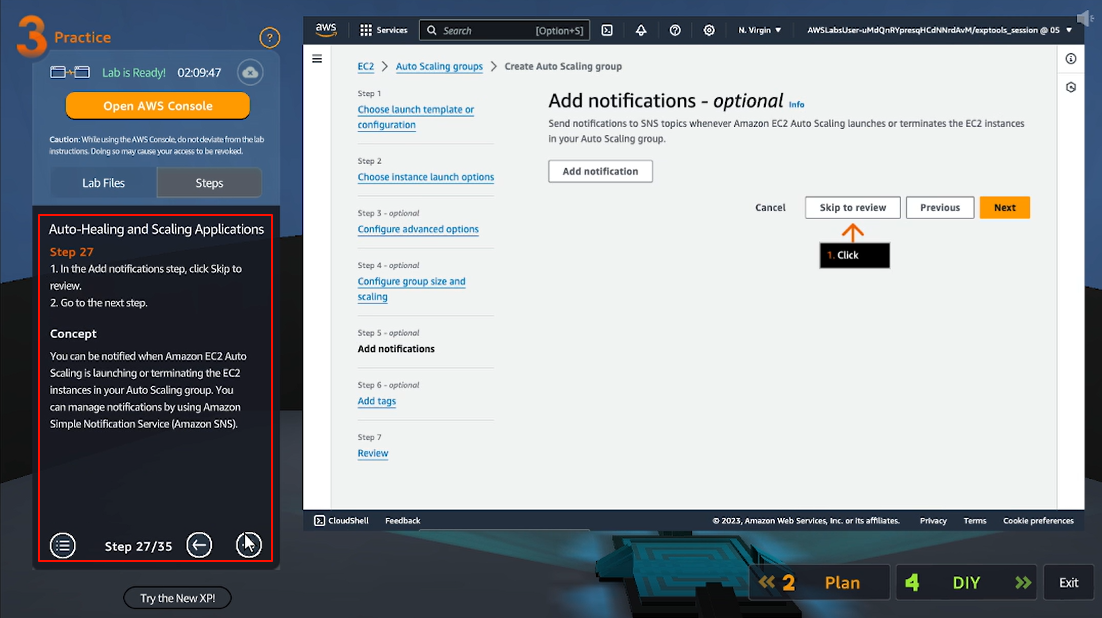 3 Practice
?
Lab is Ready! 02:09:47
Open AWS Console
Caution: While using the AWS Console, do not deviate from the lab
instructions. Doing so may cause your access to be revoked.
Lab Files
Steps
Auto-Healing and Scaling Applications
Step 27
1. In the Add notifications step, click Skip to
review.
2. Go to the next step.
Concept
You can be notified when Amazon EC2 Auto
Scaling is launching or terminating the EC2
instances in your Auto Scaling group. You
can manage notifications by using Amazon
Simple Notification Service (Amazon SNS).
Step 27/35
Try the New XP!
aws
Services
Search [Option+S]
N. Virgin
AWSLabsUser-uMdQnRYpresqHCdNNrdAvM/exptools_session @ 05
EC2 > Auto Scaling groups > Create Auto Scaling group
Step 1
Choose launch template or
configuration
Step 2
Choose instance launch options
Step 3 - optional
Configure advanced options
Step 4 - optional
Configure group size and
scaling
Step 5 - optional
Add notifications
Step 6 - optional
Add tags
Step 7
Review
Add notifications - optional Info
Send notifications to SNS topics whenever Amazon EC2 Auto Scaling launches or terminates the EC2 instances
in your Auto Scaling group.
Add notification
Cancel
Skip to review
Previous
Next
1. Click
CloudShell
Feedback
© 2023, Amazon Web Services, Inc. or its affiliates.
Privacy
Terms
Cookie preferences
2 Plan
4 DIY
Exit